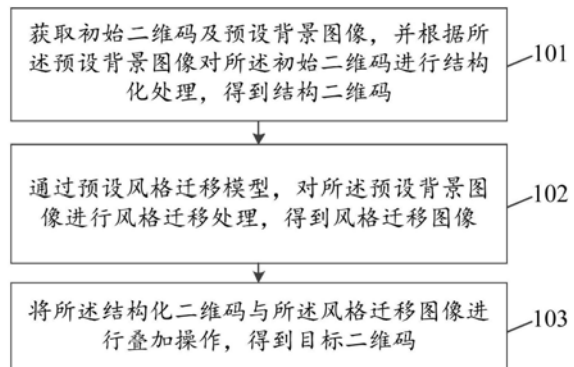 获取初始二维码及预设背景图像，并根据所
述预设背景图像对所述初始二维码进行结构
化处理，得到结构二维码
101
通过预设风格迁移模型，对所述预设背景图
像进行风格迁移处理，得到风格迁移图像
102
将所述结构化二维码与所述风格迁移图像进
行叠加操作，得到目标二维码
103